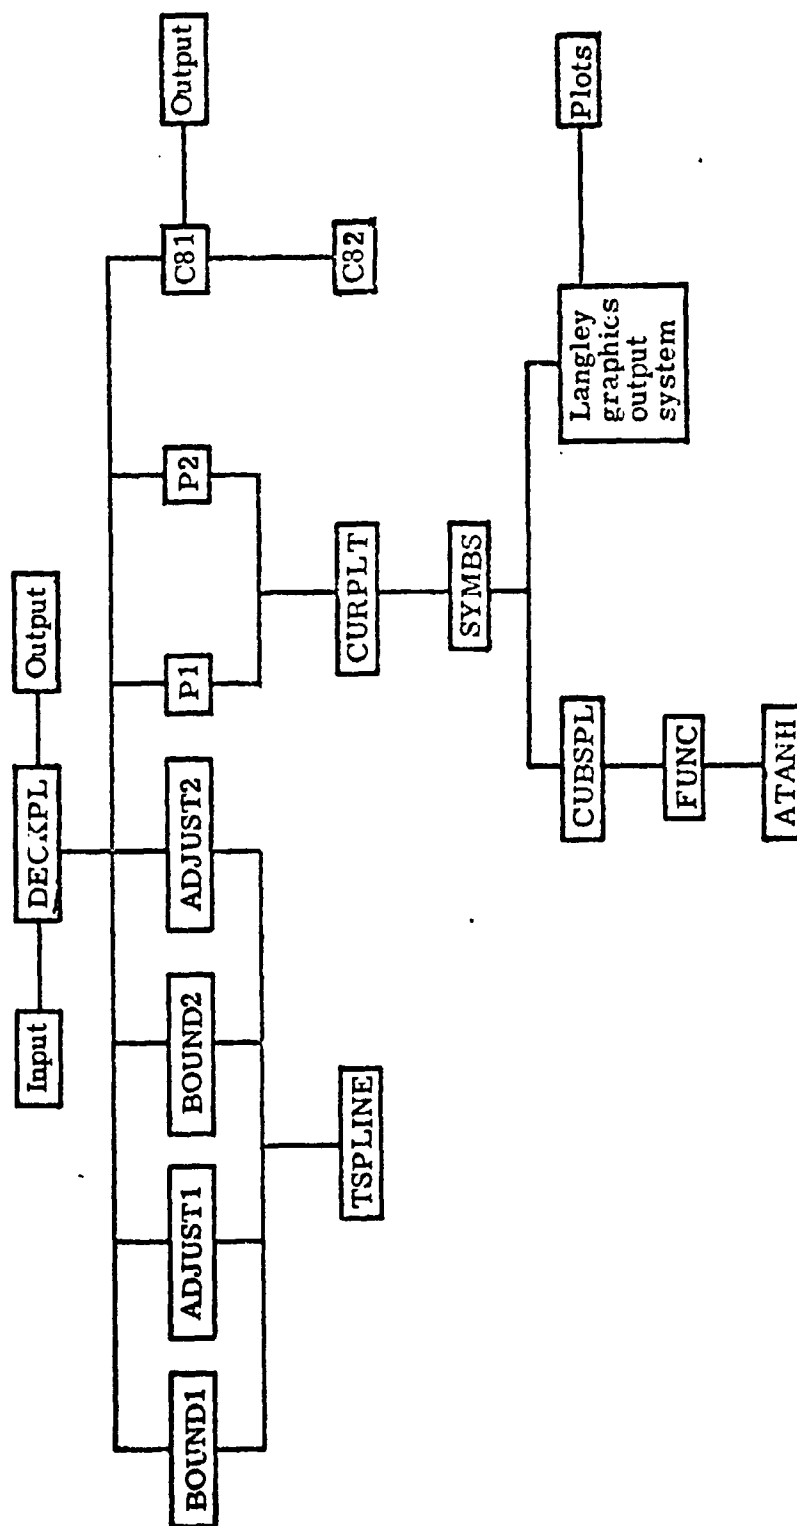 Input
DECKPL
Output
BOUND1
ADJUST1
BOUND2
ADJUST2
P1
P2
C81
Output
TSPLINE
CURPLT
C82
SYMBS
CUBSPL
Langley
graphics
output
system
Plots
FUNC
ATANH